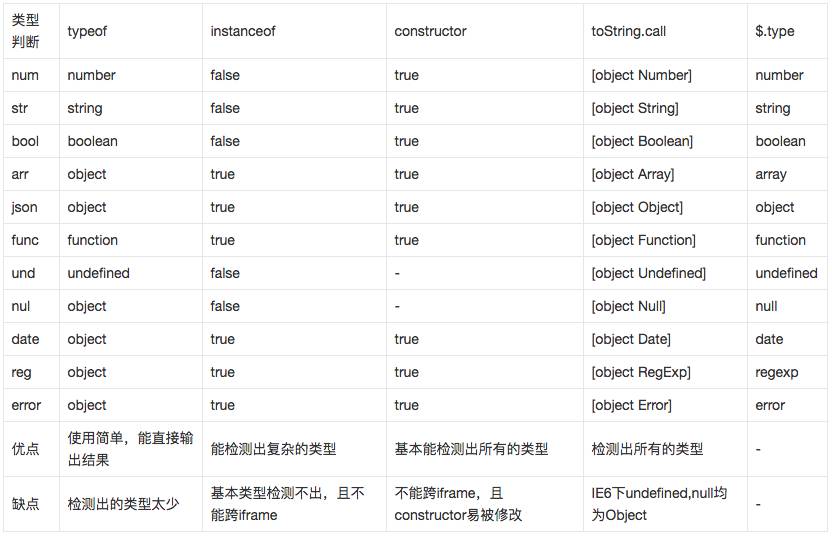 类型判断 typeof instanceof constructor toString.call $.type
num number false true [object Number] number
str string false true [object String] string
bool boolean false true [object Boolean] boolean
arr object true true [object Array] array
json object true true [object Object] object
func function true true [object Function] function
und undefined false - [object Undefined] undefined
nul object false - [object Null] null
date object true true [object Date] date
reg object true true [object RegExp] regexp
error object true true [object Error] error
优点 使用简单，能直接输出结果 能检测出复杂的类型 基本能检测出所有的类型 检测出所有的类型 -
缺点 检测出的类型太少 基本类型检测不出，且不能跨iframe 不能跨iframe，且constructor易被修改 IE6下undefined,null均为Object -